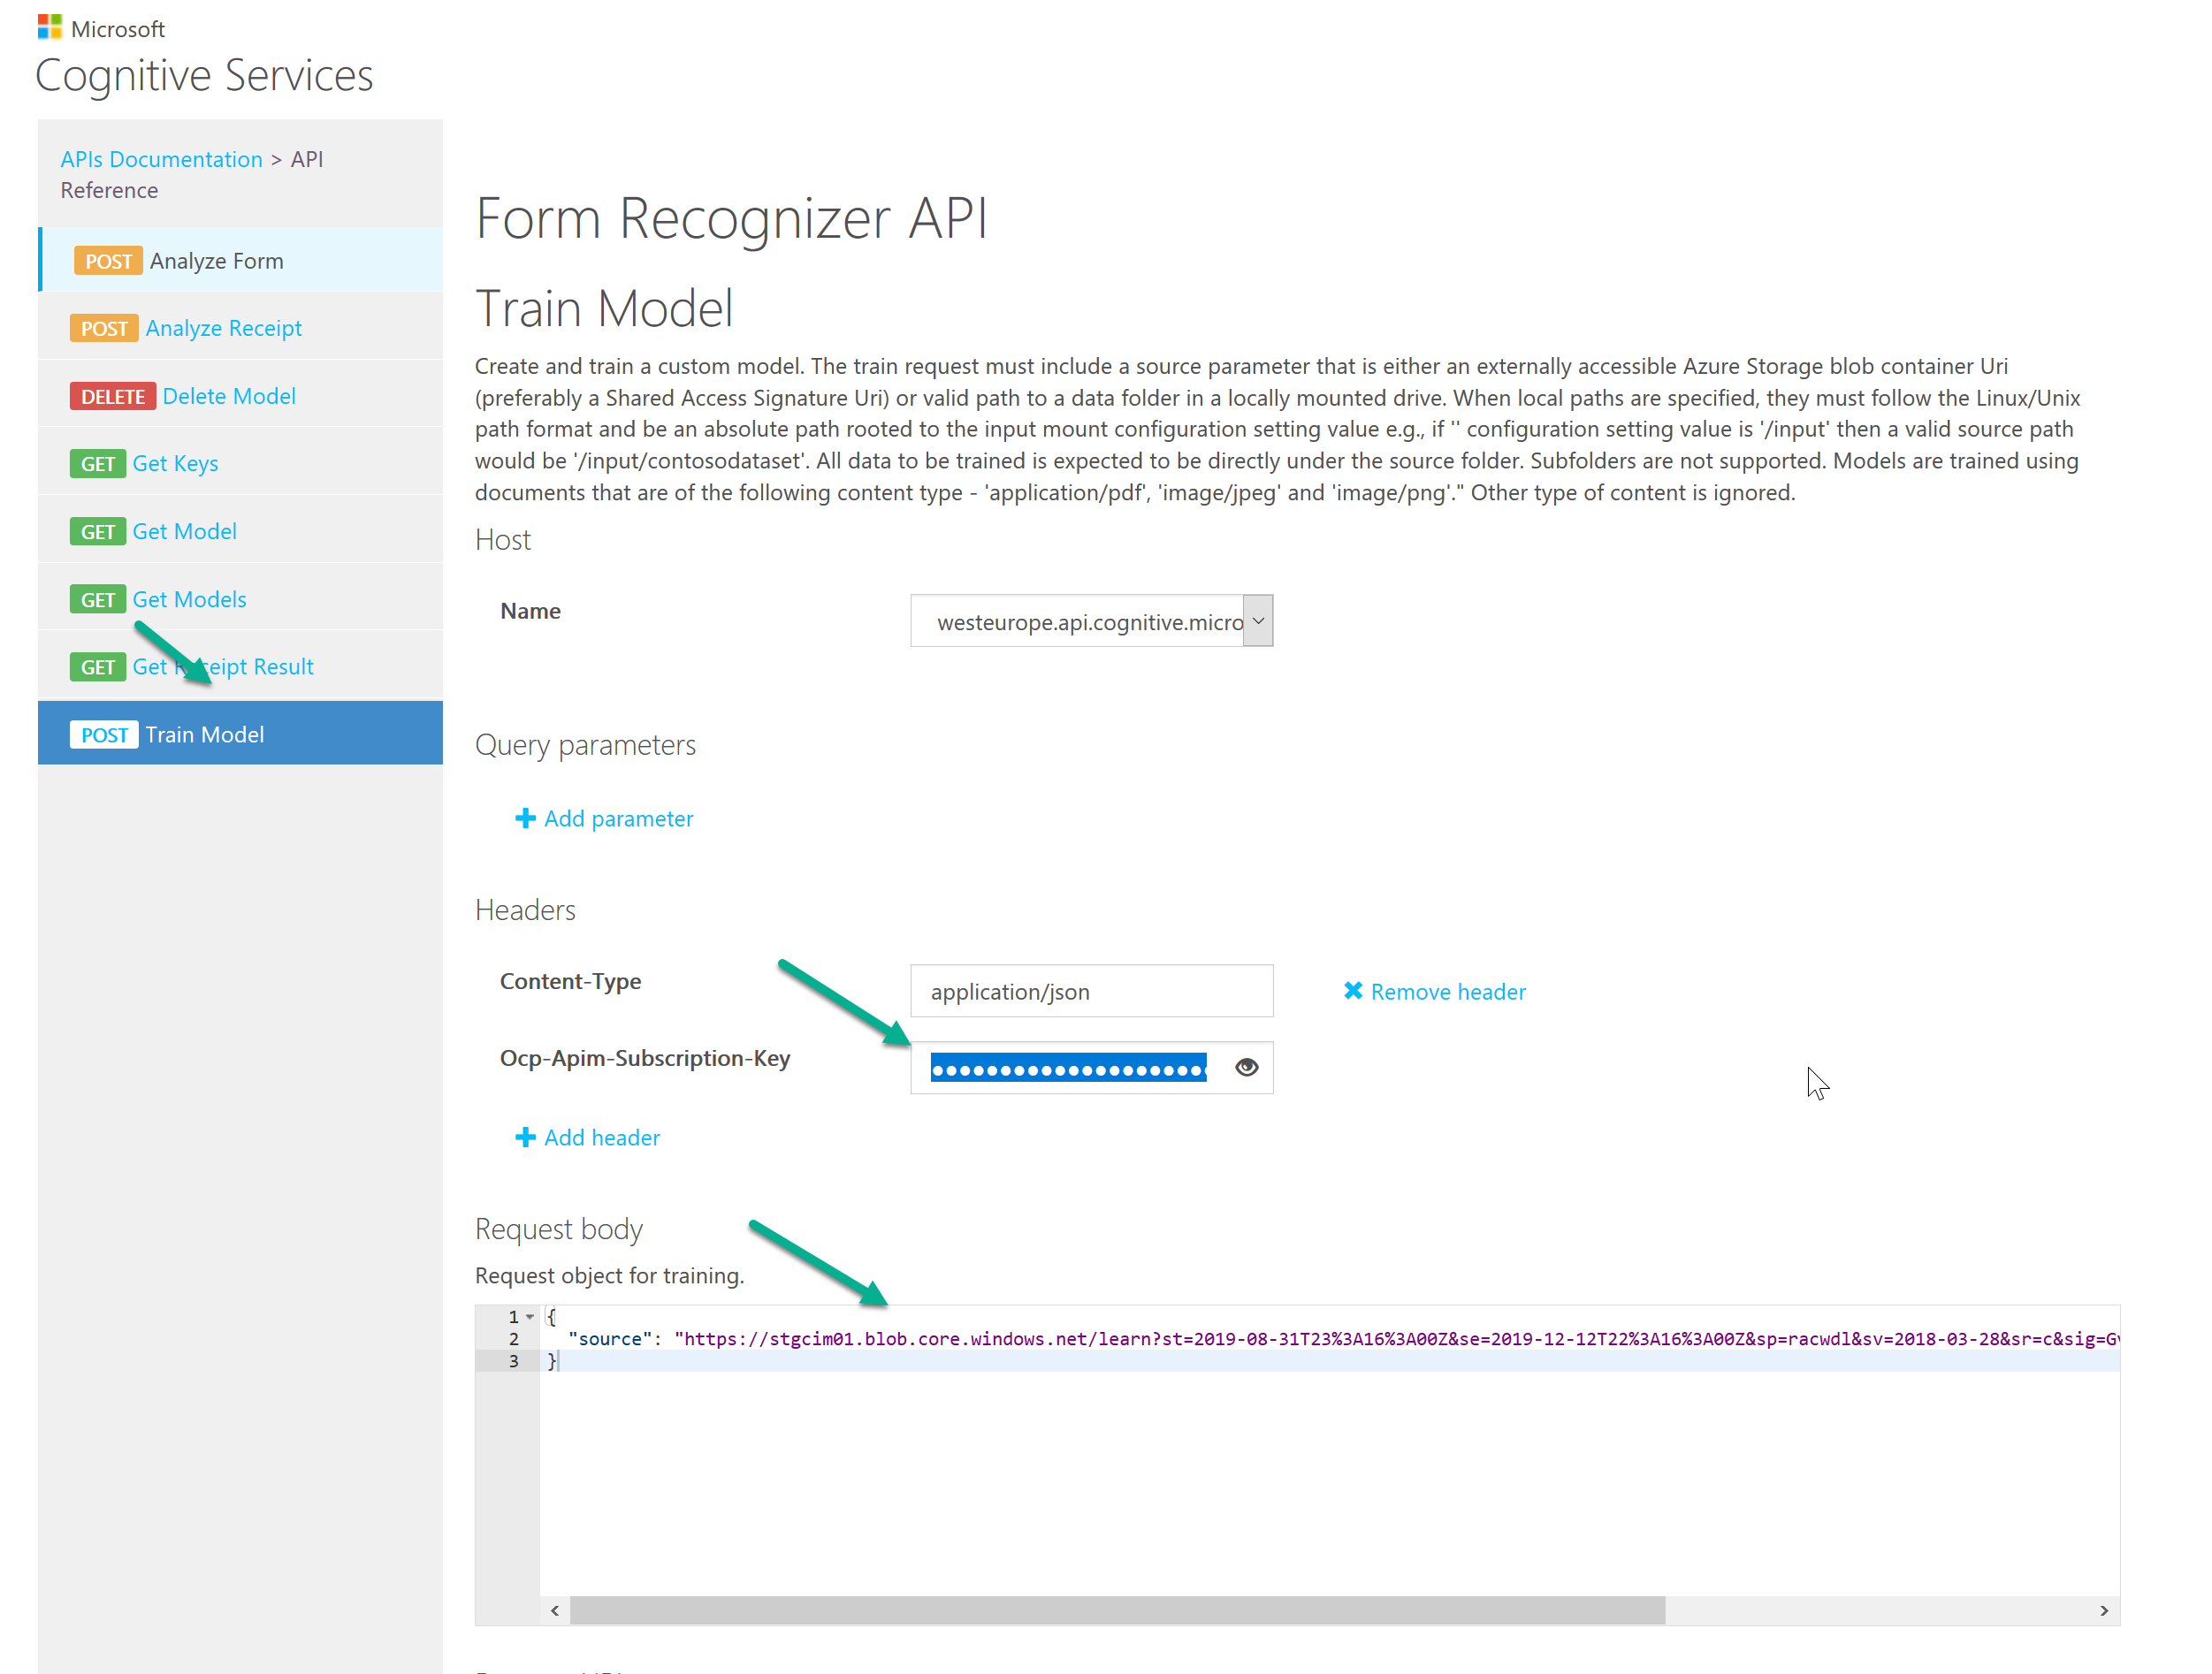 Microsoft
Cognitive Services
APIs Documentation > API
Reference
POST Analyze Form
POST Analyze Receipt
DELETE Delete Model
GET Get Keys
GET Get Model
GET Get Models
GET Get Receipt Result
POST Train Model
Form Recognizer API
Train Model
Create and train a custom model. The train request must include a source parameter that is either an externally accessible Azure Storage blob container Uri
(preferably a Shared Access Signature Uri) or valid path to a data folder in a locally mounted drive. When local paths are specified, they must follow the Linux/Unix
path format and be an absolute path rooted to the input mount configuration setting value e.g., if '' configuration setting value is '/input' then a valid source path
would be '/input/contosodataset'. All data to be trained is expected to be directly under the source folder. Subfolders are not supported. Models are trained using
documents that are of the following content type - 'application/pdf', 'image/jpeg' and 'image/png'." Other type of content is ignored.
Host
Name
westeurope.api.cognitive.micro
Query parameters
Add parameter
Headers
Content-Type
application/json
Remove header
Ocp-Apim-Subscription-Key
Add header
Request body
Request object for training.
1 {
2 "source": "https://stgcim01.blob.core.windows.net/learn?st=2019-08-31T23%3A16%3A00Z&se=2019-12-12T22%3A16%3A00Z&sp=racwdl&sv=2018-03-28&sr=c&sig=G
3 }